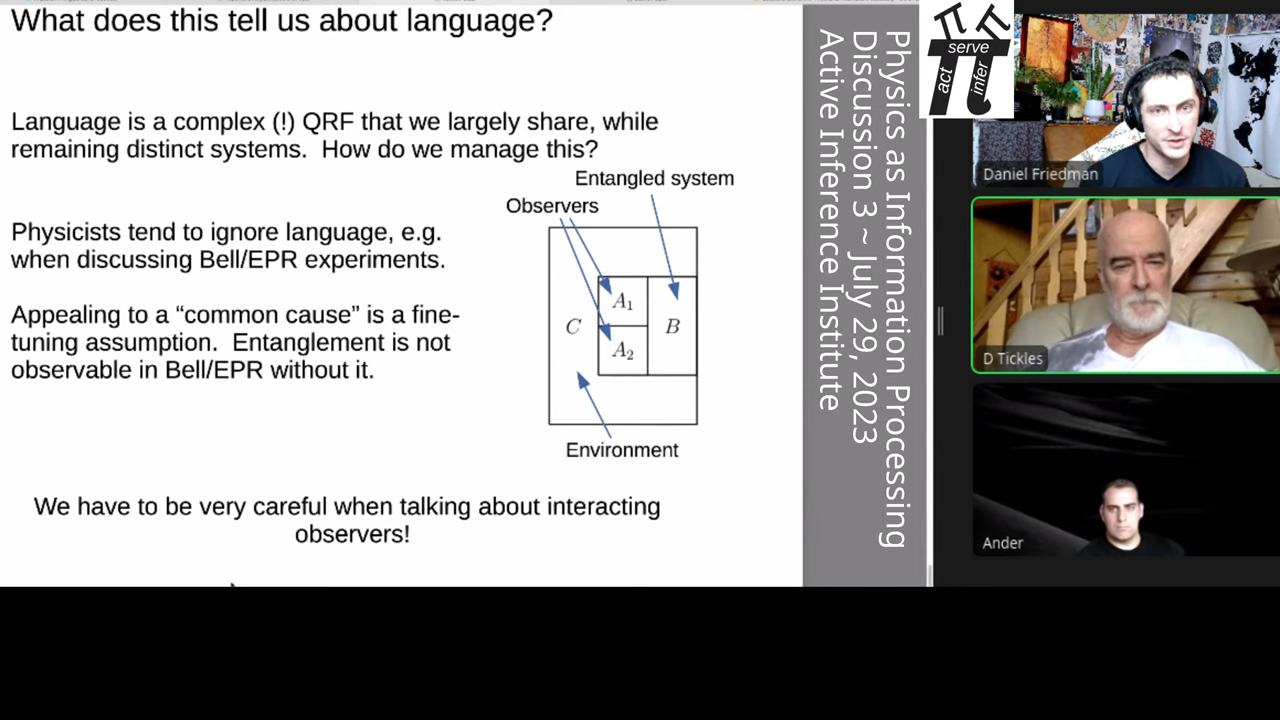 What does this tell us about language?
Language is a complex (!) QRF that we largely share, while
remaining distinct systems.  How do we manage this?
Entangled system
Observers
Physicists tend to ignore language, e.g.
when discussing Bell/EPR experiments.
Appealing to a “common cause” is a fine-
tuning assumption.  Entanglement is not
observable in Bell/EPR without it.
A1
C
B
A2
Environment
We have to be very careful when talking about interacting
observers!
Physics as Information Processing
Discussion 3 ~ July 29, 2023
Active Inference Institute
π π
π
serve
act
infer
Daniel Friedman
D Tickles
Ander